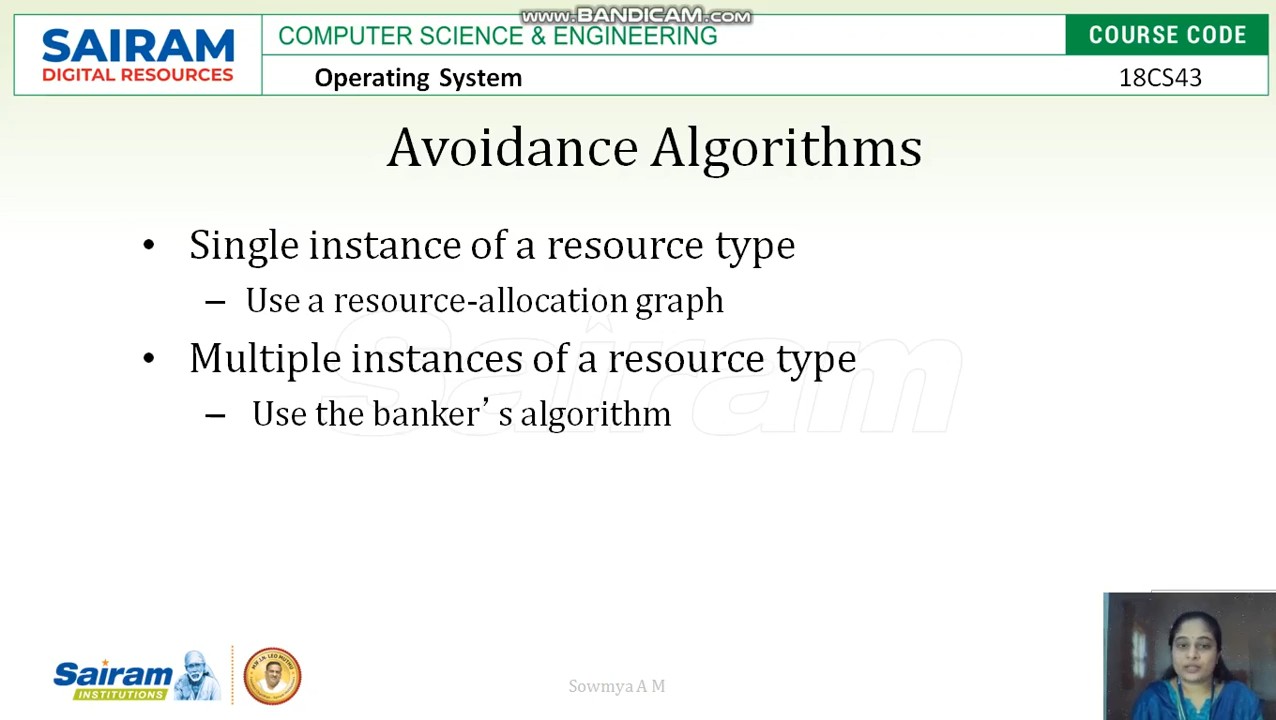 www.BANDICAM.com
SAIRAM
DIGITAL RESOURCES
COMPUTER SCIENCE & ENGINEERING
COURSE CODE
Operating System
18CS43
Avoidance Algorithms
• Single instance of a resource type
– Use a resource-allocation graph
• Multiple instances of a resource type
– Use the banker’s algorithm
Sairam
Sairam
INSTITUTIONS
Sowmya A M